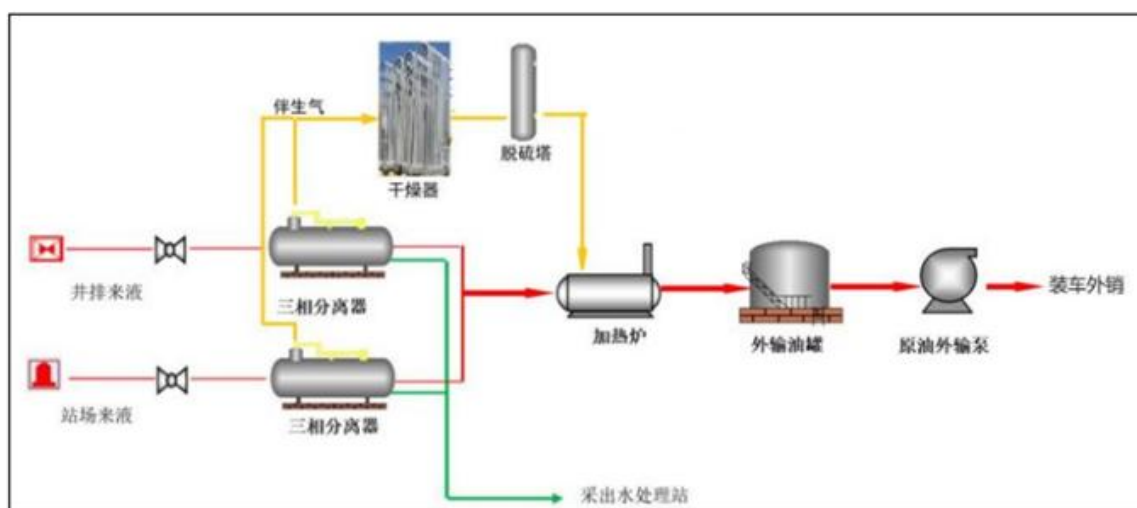 伴生气
脱硫塔
干燥器
井排来液
三相分离器
加热炉
外输油罐
原油外输泵
装车外销
站场来液
三相分离器
采出水处理站